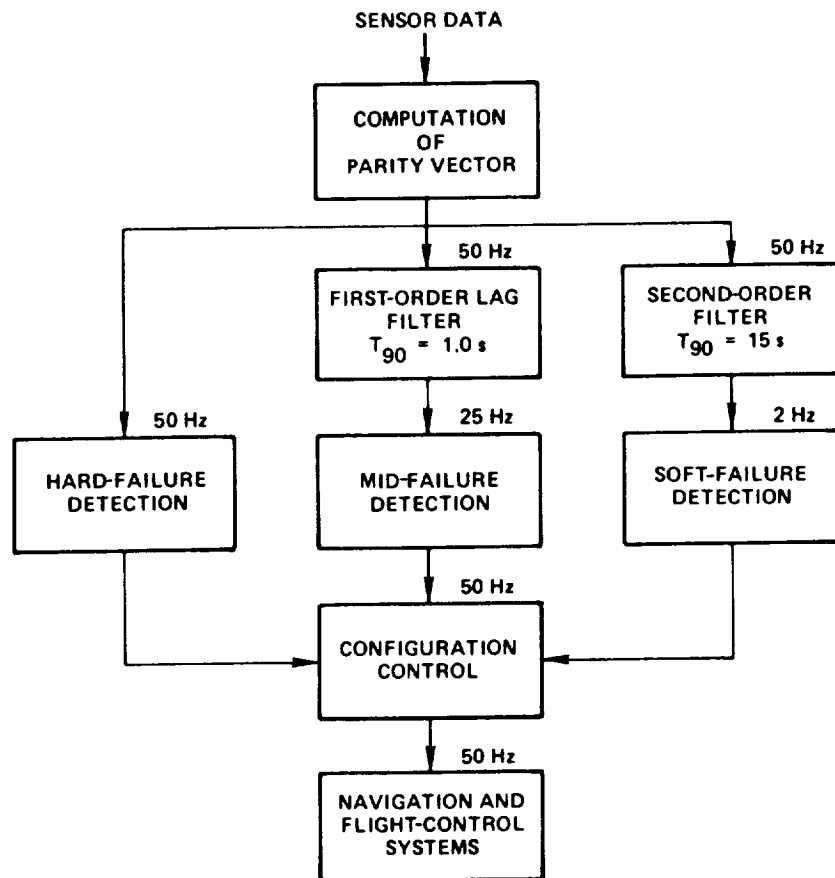 SENSOR DATA
COMPUTATION
OF
PARITY VECTOR
50 Hz
FIRST-ORDER LAG
FILTER
T90 = 1.0 s
50 Hz
SECOND-ORDER
FILTER
T90 = 15 s
50 Hz
HARD-FAILURE
DETECTION
25 Hz
MID-FAILURE
DETECTION
2 Hz
SOFT-FAILURE
DETECTION
50 Hz
CONFIGURATION
CONTROL
50 Hz
NAVIGATION AND
FLIGHT-CONTROL
SYSTEMS